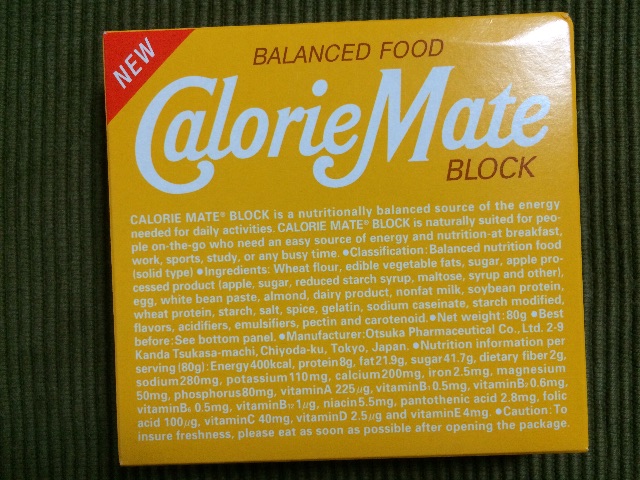 NEW
BALANCED FOOD
CalorieMate
BLOCK
CALORIE MATE® BLOCK is a nutritionally balanced source of the energy
needed for daily activities. CALORIE MATE® BLOCK is naturally suited for peo-
ple on-the-go who need an easy source of energy and nutrition-at breakfast,
work, sports, study, or any busy time. ●Classification: Balanced nutrition food
(solid type) ●Ingredients: Wheat flour, edible vegetable fats, sugar, apple pro-
cessed product (apple, sugar, reduced starch syrup, maltose, syrup and other),
egg, white bean paste, almond, dairy product, nonfat milk, soybean protein,
wheat protein, starch, salt, spice, gelatin, sodium caseinate, starch modified,
flavors, acidifiers, emulsifiers, pectin and carotenoid. ●Net weight: 80g ●Best
before: See bottom panel. ●Manufacturer: Otsuka Pharmaceutical Co., Ltd. 2-9
Kanda Tsukasa-machi, Chiyoda-ku, Tokyo, Japan. ●Nutrition information per
serving (80g): Energy 400kcal, protein 8g, fat 21.9g, sugar 41.7g, dietary fiber 2g,
sodium 280mg, potassium 110mg, calcium 200mg, iron 2.5mg, magnesium
50mg, phosphorus 80mg, vitamin A 225μg, vitamin B₁ 0.5mg, vitamin B₂ 0.6mg,
vitamin B₆ 0.5mg, vitamin B₁₂ 1μg, niacin 5.5mg, pantothenic acid 2.8mg, folic
acid 100μg, vitamin C 40mg, vitamin D 2.5μg and vitamin E 4mg. ●Caution: To
insure freshness, please eat as soon as possible after opening the package.